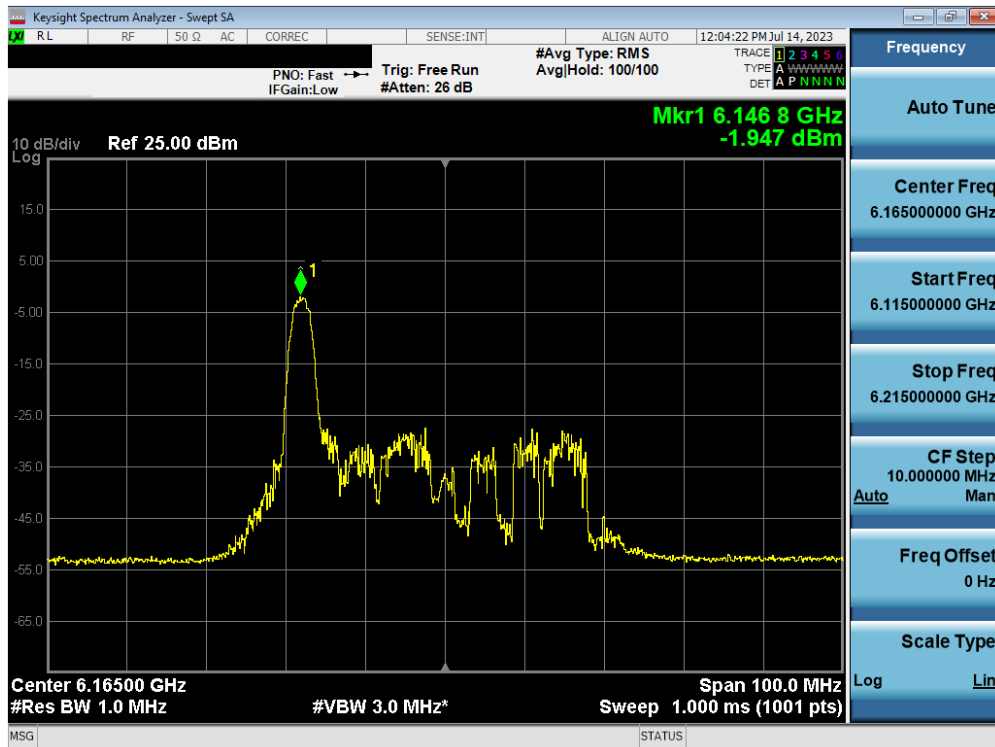 Keysight Spectrum Analyzer - Swept SA
LXI RL RF 50 Ω AC CORREC SENSE:INT ALIGN AUTO 12:04:22 PM Jul 14, 2023
PNO: Fast
IFGain:Low
Trig: Free Run
#Atten: 26 dB
#Avg Type: RMS
Avg|Hold: 100/100
TRACE 1 2 3 4 5 6
TYPE A WWWWW
DET A P N N N N
Mkr1 6.146 8 GHz
-1.947 dBm
10 dB/div
Log
Ref 25.00 dBm
1
15.0
5.00
-5.00
-15.0
-25.0
-35.0
-45.0
-55.0
-65.0
Center 6.16500 GHz
Span 100.0 MHz
#Res BW 1.0 MHz
#VBW 3.0 MHz*
Sweep 1.000 ms (1001 pts)
MSG
STATUS
Frequency
Auto Tune
Center Freq
6.165000000 GHz
Start Freq
6.115000000 GHz
Stop Freq
6.215000000 GHz
CF Step
10.000000 MHz
Auto Man
Freq Offset
0 Hz
Scale Type
Log Lin